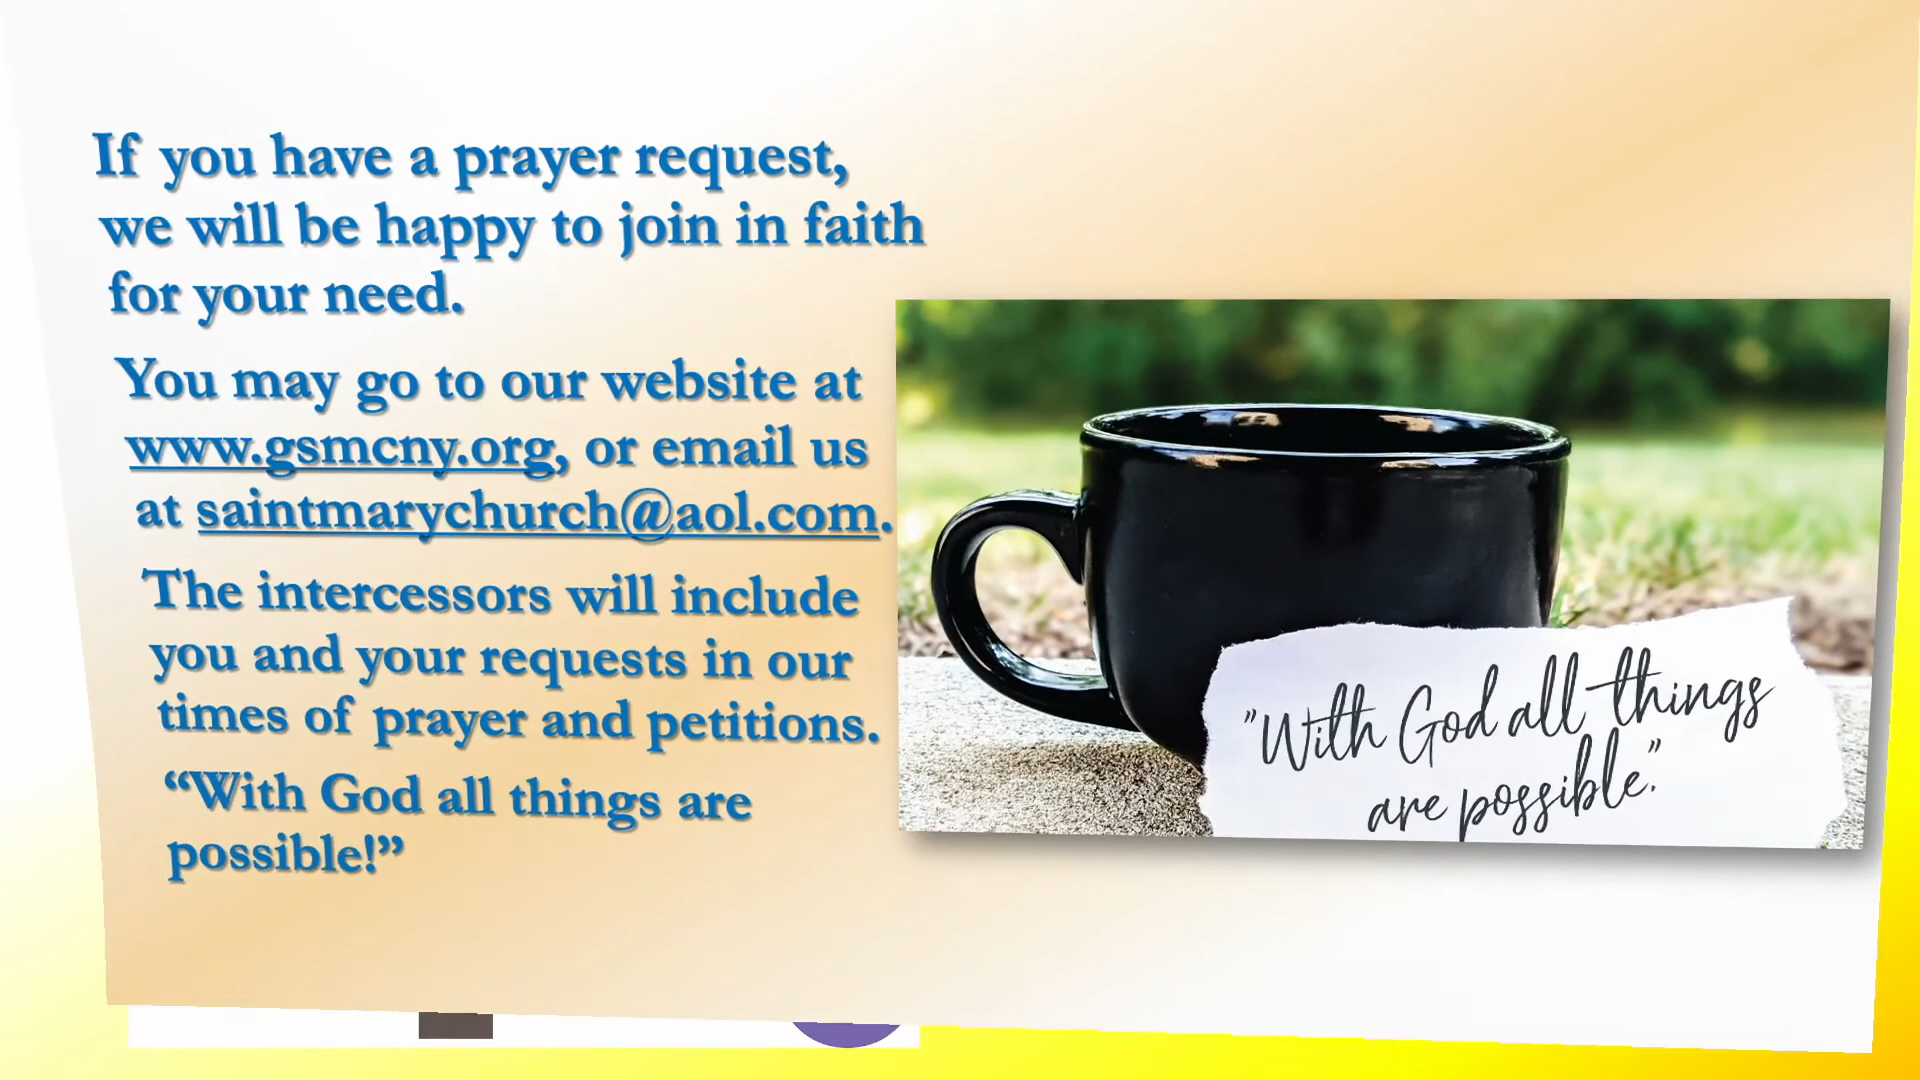 If you have a prayer request,
we will be happy to join in faith
for your need.
You may go to our website at
www.gsmcny.org, or email us
at saintmarychurch@aol.com.
The intercessors will include
you and your requests in our
times of prayer and petitions.
“With God all things are
possible!”
"With God all things
are possible."